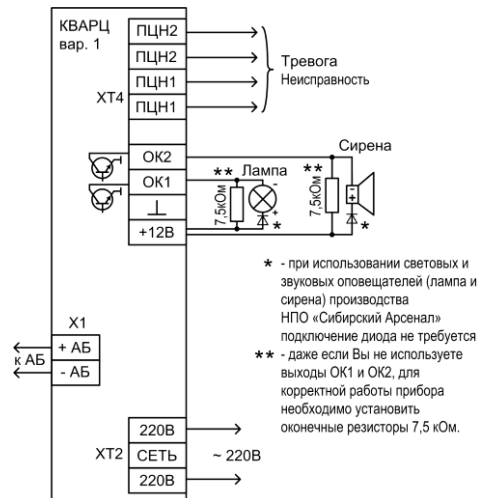 КВАРЦ
вар. 1
ПЦН2
ПЦН2
ПЦН1
ПЦН1
XT4
Тревога
Неисправность
ОК2
ОК1
⊥
+12В
** Лампа
7,5кОм
-
+
*
Сирена
**
7,5кОм
-
+
*
* - при использовании световых и
звуковых оповещателей (лампа и
сирена) производства
НПО «Сибирский Арсенал»
подключение диода не требуется
** - даже если Вы не используете
выходы ОК1 и ОК2, для
корректной работы прибора
необходимо установить
оконечные резисторы 7,5 кОм.
X1
+ АБ
- АБ
к АБ
220В
XT2 СЕТЬ ~ 220В
220В